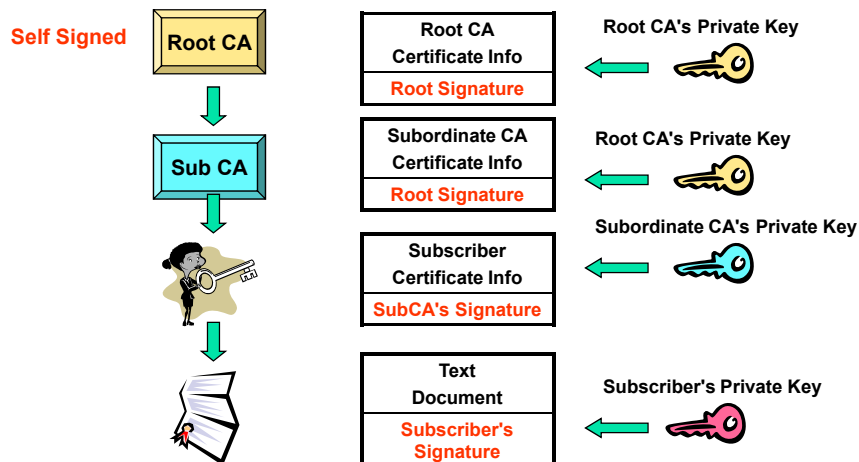 Self Signed
Root CA
Root CA
Certificate Info
Root Signature
Root CA's Private Key
Sub CA
Subordinate CA
Certificate Info
Root Signature
Root CA's Private Key
Subscriber
Certificate Info
SubCA's Signature
Subordinate CA's Private Key
Text
Document
Subscriber's
Signature
Subscriber's Private Key